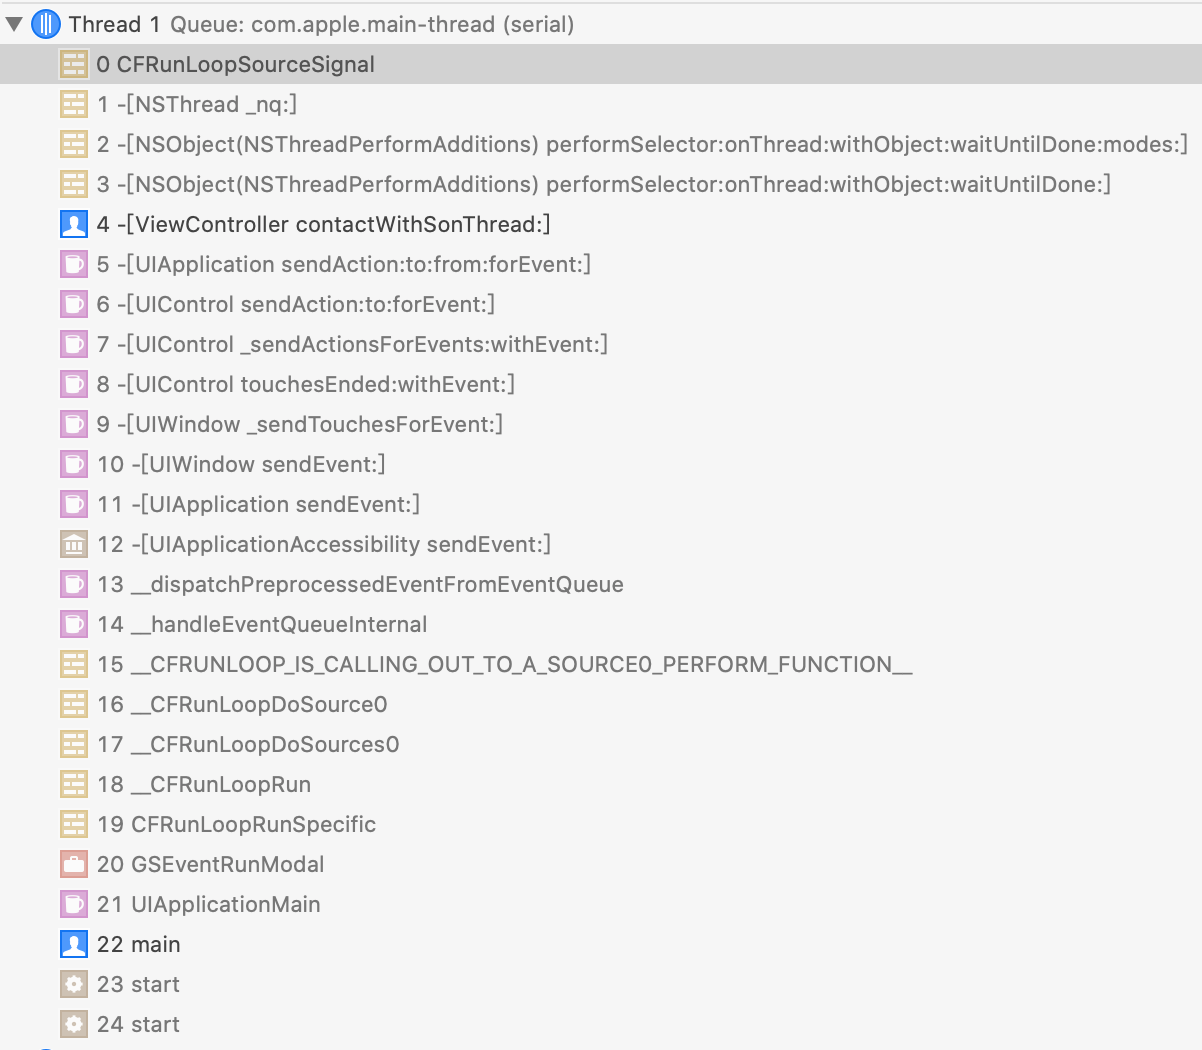 Thread 1 Queue: com.apple.main-thread (serial)
0 CFRunLoopSourceSignal
1 -[NSThread _nq:]
2 -[NSObject(NSThreadPerformAdditions) performSelector:onThread:withObject:waitUntilDone:modes:]
3 -[NSObject(NSThreadPerformAdditions) performSelector:onThread:withObject:waitUntilDone:]
4 -[ViewController contactWithSonThread:]
5 -[UIApplication sendAction:to:from:forEvent:]
6 -[UIControl sendAction:to:forEvent:]
7 -[UIControl _sendActionsForEvents:withEvent:]
8 -[UIControl touchesEnded:withEvent:]
9 -[UIWindow _sendTouchesForEvent:]
10 -[UIWindow sendEvent:]
11 -[UIApplication sendEvent:]
12 -[UIApplicationAccessibility sendEvent:]
13 __dispatchPreprocessedEventFromEventQueue
14 __handleEventQueueInternal
15 __CFRUNLOOP_IS_CALLING_OUT_TO_A_SOURCE0_PERFORM_FUNCTION__
16 __CFRunLoopDoSource0
17 __CFRunLoopDoSources0
18 __CFRunLoopRun
19 CFRunLoopRunSpecific
20 GSEventRunModal
21 UIApplicationMain
22 main
23 start
24 start